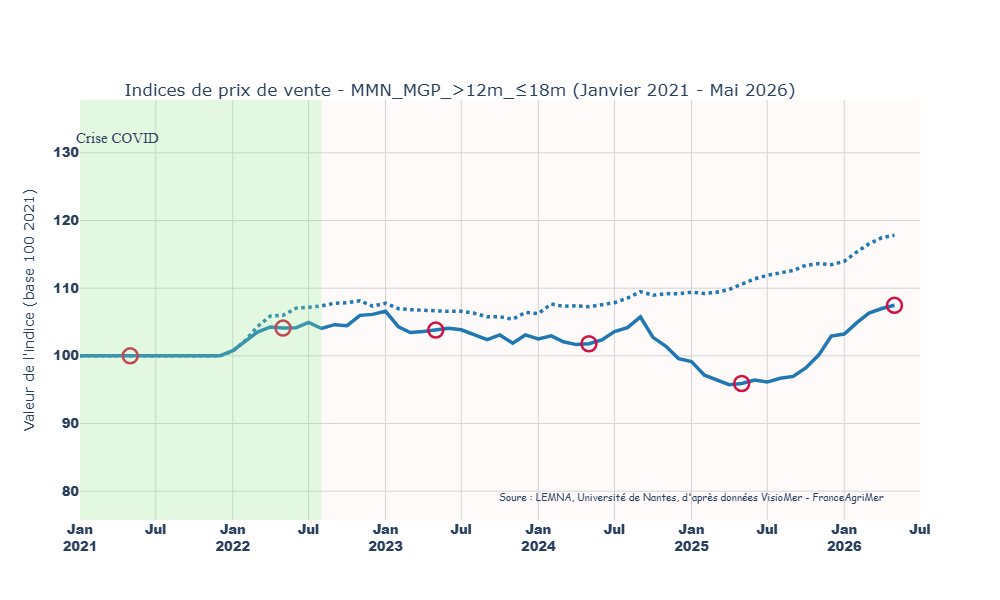 Indices de prix de vente - MMN_MGP_>12m_≤18m (Janvier 2021 - Mai 2026)
Crise COVID
Valeur de l'indice (base 100 2021)
130
120
110
100
90
80
Soure : LEMNA, Université de Nantes, d'après données VisioMer - FranceAgriMer
Jan Jul Jan Jul Jan Jul Jan Jul Jan Jul Jan Jul
2021 2022 2023 2024 2025 2026